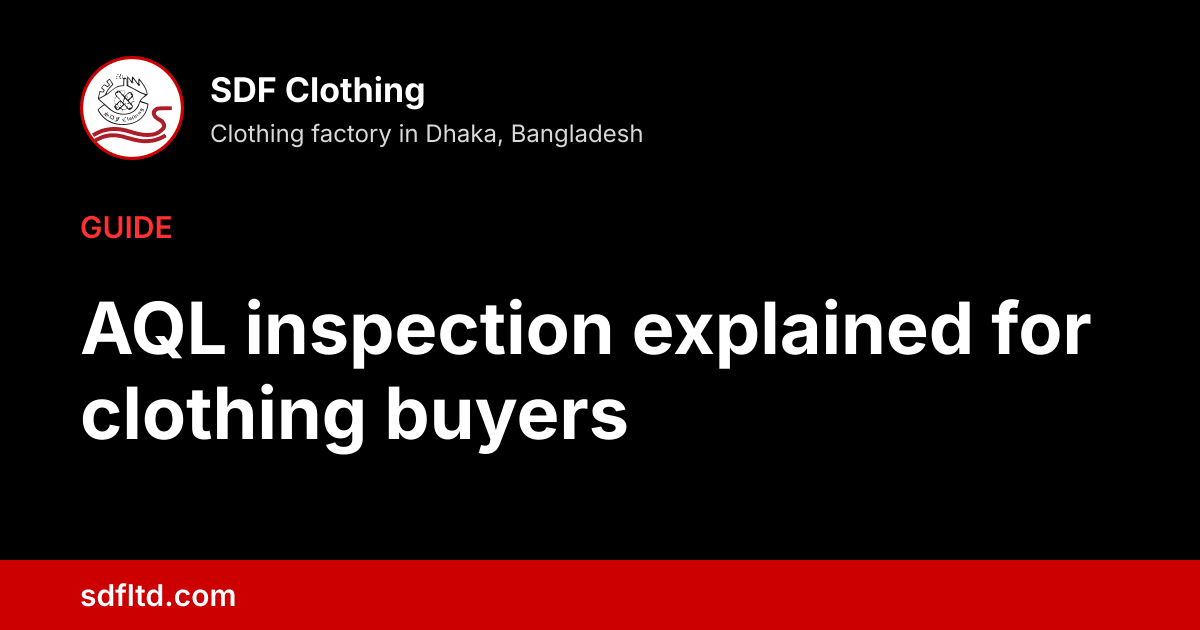 SDF Clothing
Clothing factory in Dhaka, Bangladesh
GUIDE
AQL inspection explained for
clothing buyers
sdfltd.com